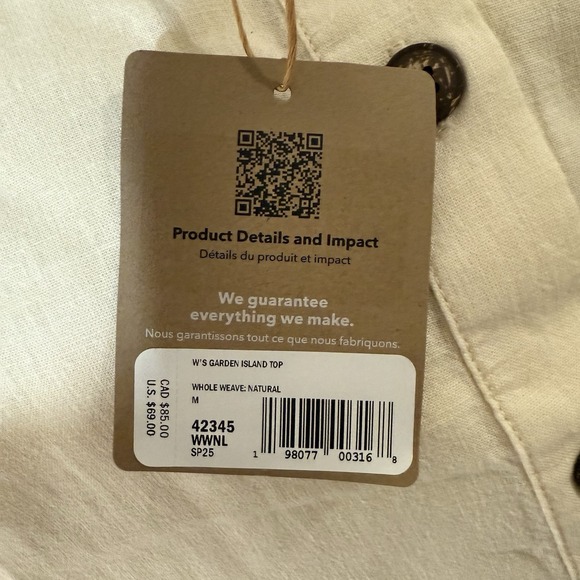 Product Details and Impact
Détails du produit et impact
We guarantee
everything we make.
Nous garantissons tout ce que nous fabriquons.
W'S GARDEN ISLAND TOP
WHOLE WEAVE: NATURAL
M
42345
WWNL
SP25
CAD $85.00
U.S. $69.00
1 98077 00316 8